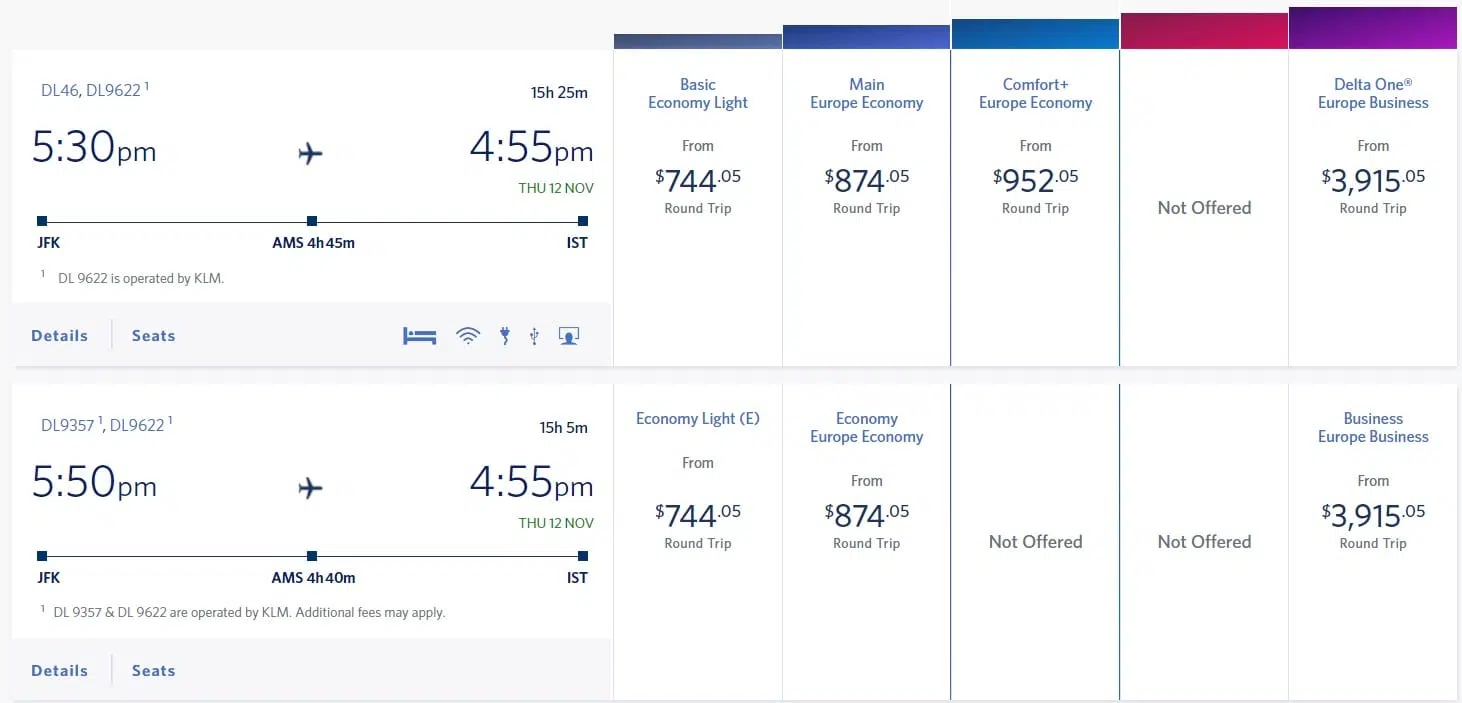 DL46, DL9622 ¹
15h 25m
5:30pm
4:55pm
THU 12 NOV
JFK
AMS 4h 45m
IST
¹ DL 9622 is operated by KLM.
Details
Seats
Basic
Economy Light
From
$744.05
Round Trip
Main
Europe Economy
From
$874.05
Round Trip
Comfort+
Europe Economy
From
$952.05
Round Trip
Not Offered
Delta One®
Europe Business
From
$3,915.05
Round Trip
DL9357 ¹, DL9622 ¹
15h 5m
5:50pm
4:55pm
THU 12 NOV
JFK
AMS 4h 40m
IST
¹ DL 9357 & DL 9622 are operated by KLM. Additional fees may apply.
Details
Seats
Economy Light (E)
From
$744.05
Round Trip
Economy
Europe Economy
From
$874.05
Round Trip
Not Offered
Not Offered
Business
Europe Business
From
$3,915.05
Round Trip